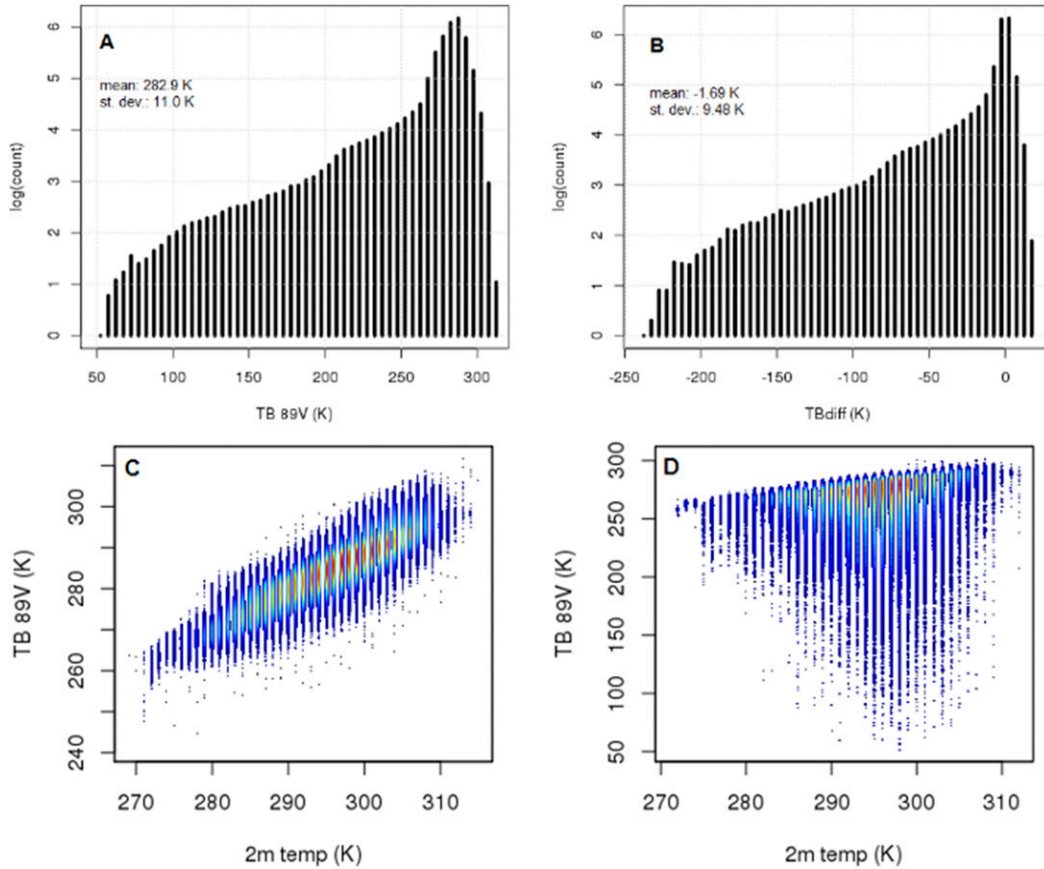 A
mean: 282.9 K
st. dev.: 11.0 K
log(count)
0 1 2 3 4 5 6
50 100 150 200 250 300
TB 89V (K)
B
mean: -1.69 K
st. dev.: 9.48 K
log(count)
0 1 2 3 4 5 6
-250 -200 -150 -100 -50 0
TBdiff (K)
C
TB 89V (K)
240 260 280 300
270 280 290 300 310
2m temp (K)
D
TB 89V (K)
50 100 150 200 250 300
270 280 290 300 310
2m temp (K)